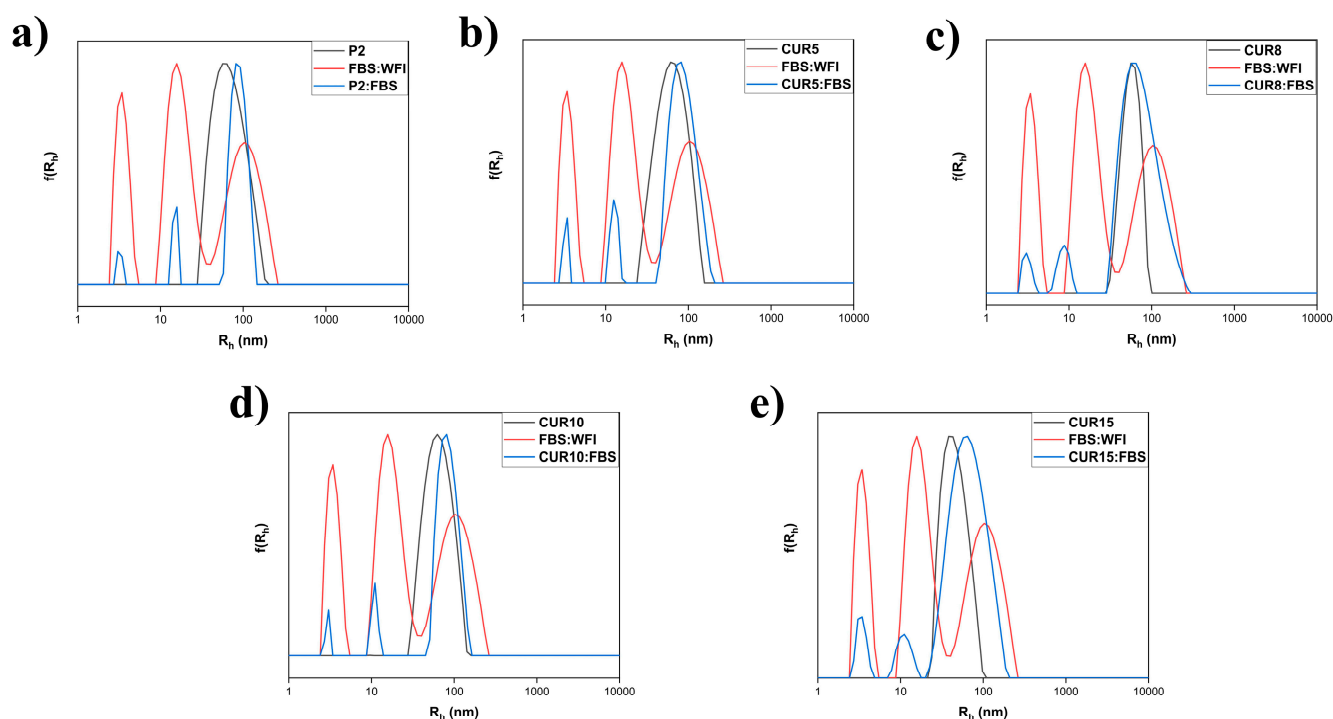 a)
P2
FBS:WFI
P2:FBS
f(Rₕ)
1 10 100 1000 10000
Rₕ (nm)
b)
CUR5
FBS:WFI
CUR5:FBS
f(Rₕ)
1 10 100 1000 10000
Rₕ (nm)
c)
CUR8
FBS:WFI
CUR8:FBS
f(Rₕ)
1 10 100 1000 10000
Rₕ (nm)
d)
CUR10
FBS:WFI
CUR10:FBS
f(Rₕ)
1 10 100 1000 10000
Rₕ (nm)
e)
CUR15
FBS:WFI
CUR15:FBS
f(Rₕ)
1 10 100 1000 10000
Rₕ (nm)